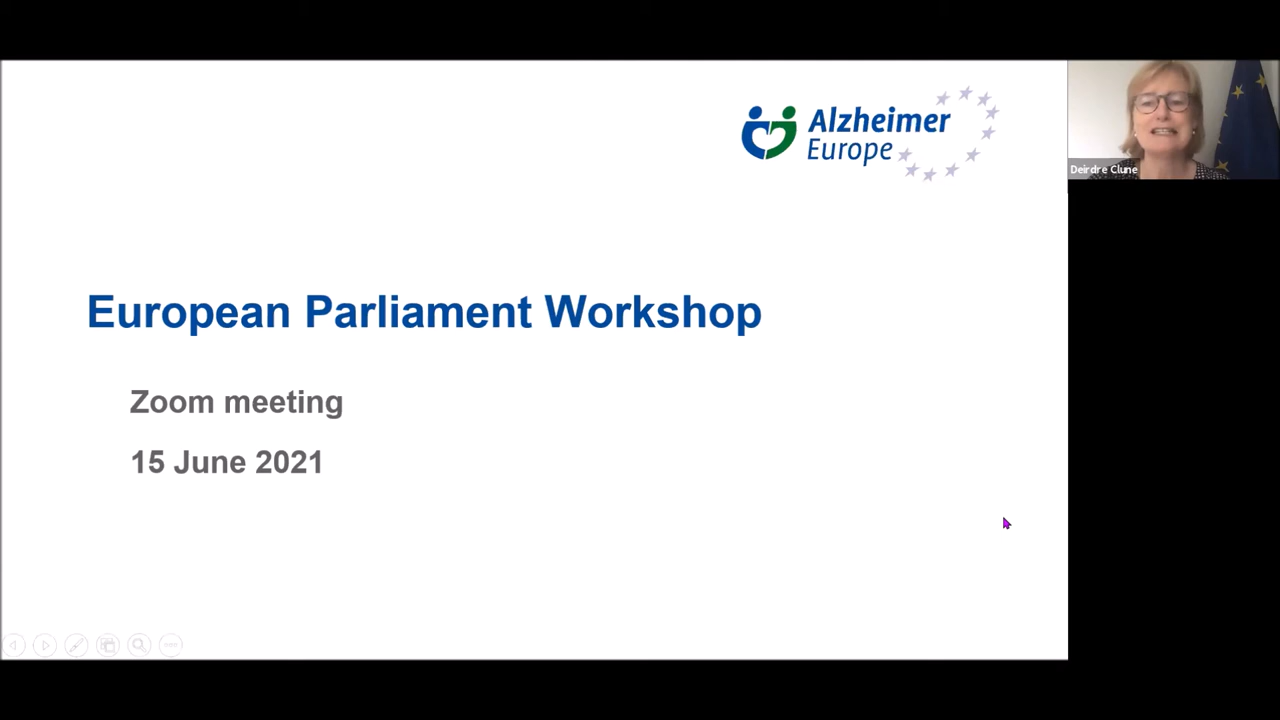 Alzheimer
Europe
Deirdre Clune
European Parliament Workshop
Zoom meeting
15 June 2021